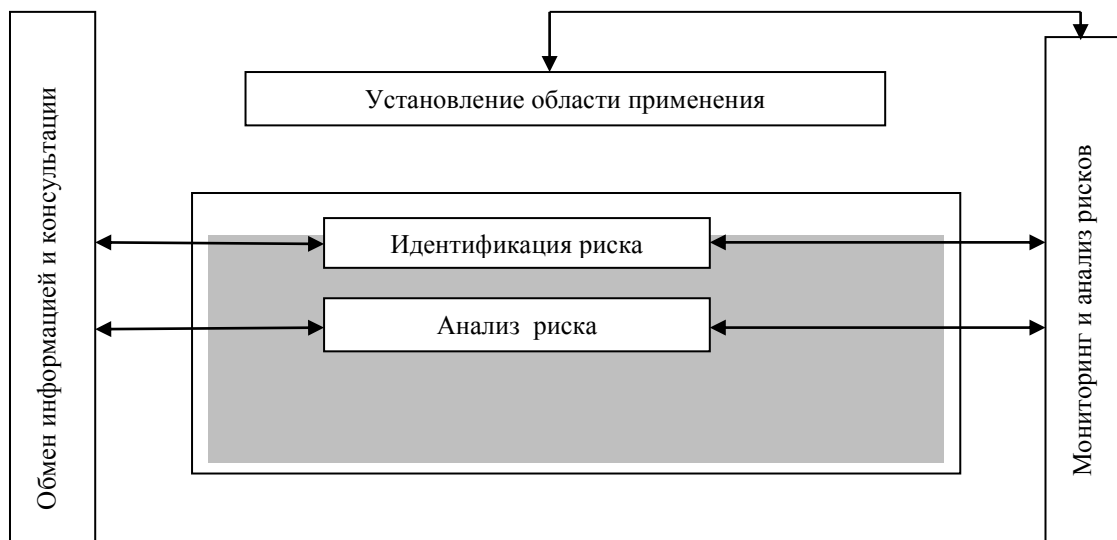 Обмен информацией и консультации
Установление области применения
Идентификация риска
Анализ риска
Мониторинг и анализ рисков